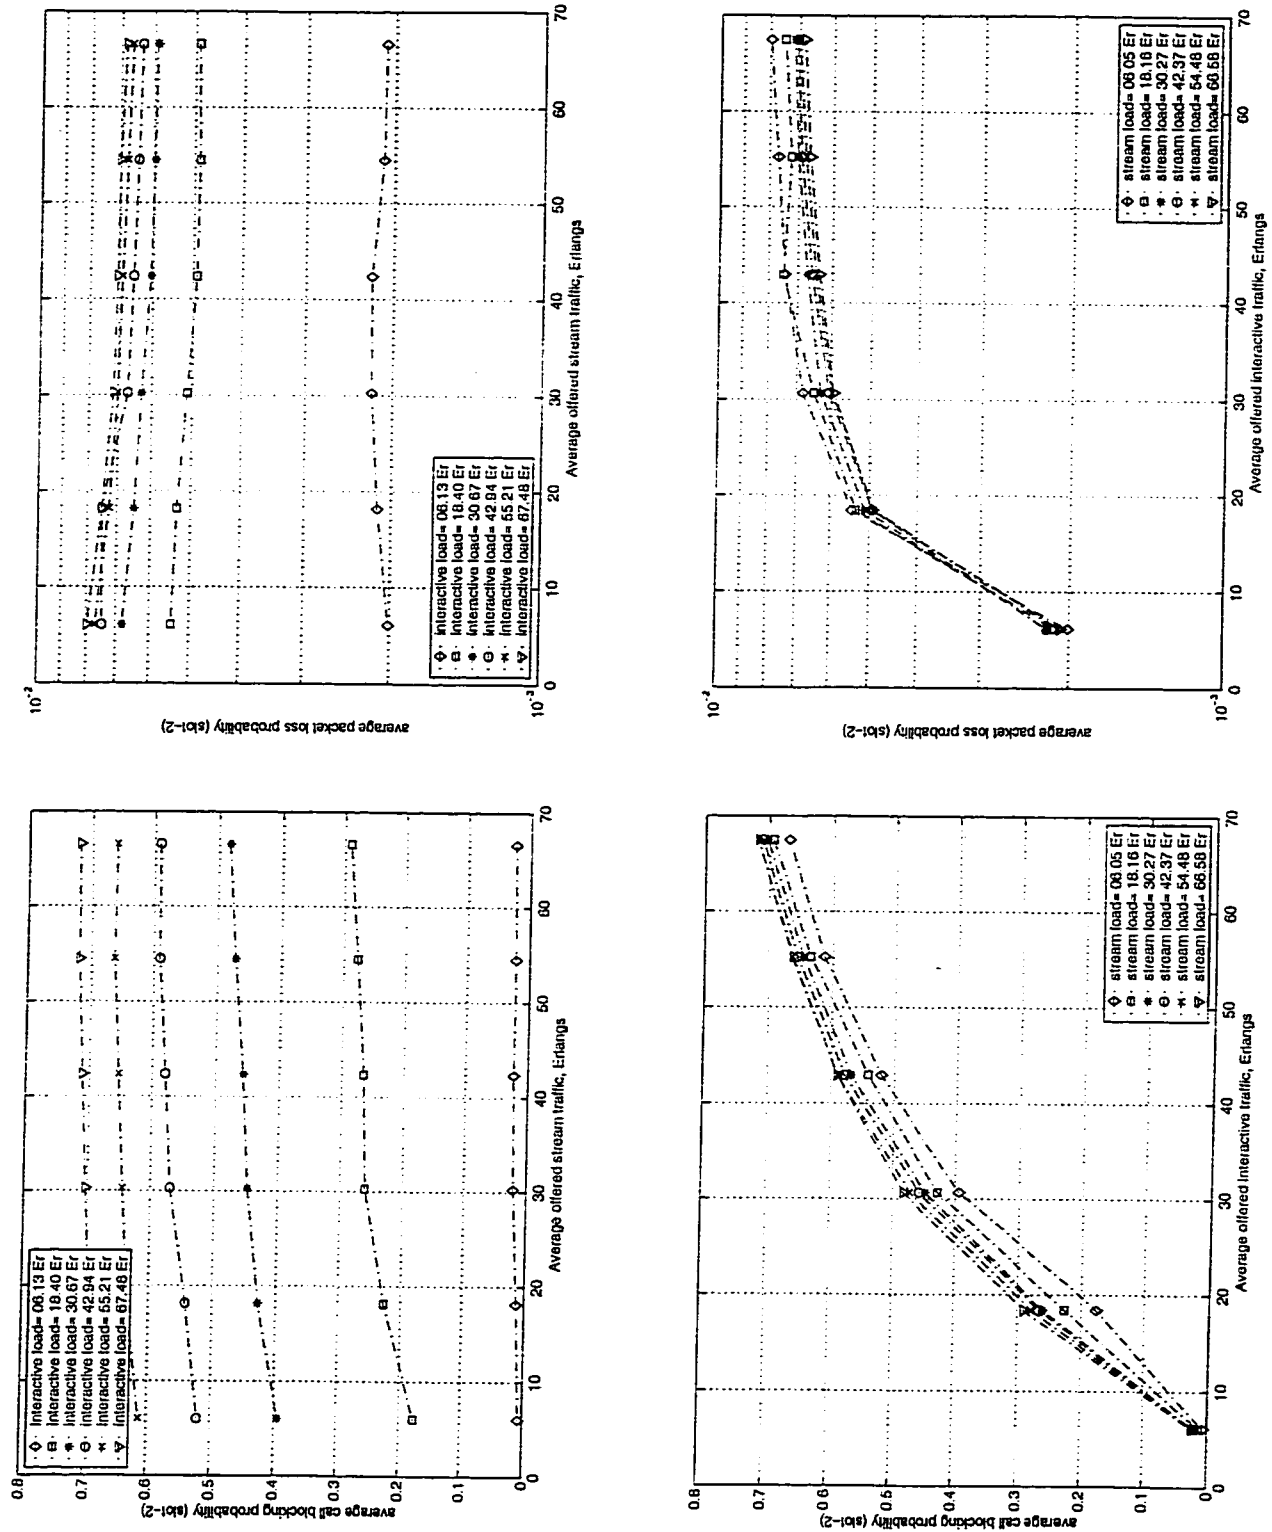 0.8
0.7
0.6
0.5
0.4
0.3
0.2
0.1
0
average call blocking probability (slot-2)
0
10
20
30
40
50
60
70
Average offered stream traffic, Erlangs
Interactive load= 06.13 Er
Interactive load= 18.40 Er
Interactive load= 30.67 Er
Interactive load= 42.94 Er
Interactive load= 55.21 Er
Interactive load= 67.48 Er
10-2
10-3
average packet loss probability (slot-2)
0
10
20
30
40
50
60
70
Average offered stream traffic, Erlangs
Interactive load= 06.13 Er
Interactive load= 18.40 Er
Interactive load= 30.67 Er
Interactive load= 42.94 Er
Interactive load= 55.21 Er
Interactive load= 67.48 Er
0.8
0.7
0.6
0.5
0.4
0.3
0.2
0.1
0
average call blocking probability (slot-2)
0
10
20
30
40
50
60
70
Average offered Interactive traffic, Erlangs
stream load= 06.05 Er
stream load= 18.16 Er
stream load= 30.27 Er
stream load= 42.37 Er
stream load= 54.48 Er
stream load= 66.58 Er
10-2
10-3
average packet loss probability (slot-2)
0
10
20
30
40
50
60
70
Average offered interactive traffic, Erlangs
stream load= 06.05 Er
stream load= 18.16 Er
stream load= 30.27 Er
stream load= 42.37 Er
stream load= 54.48 Er
stream load= 66.58 Er